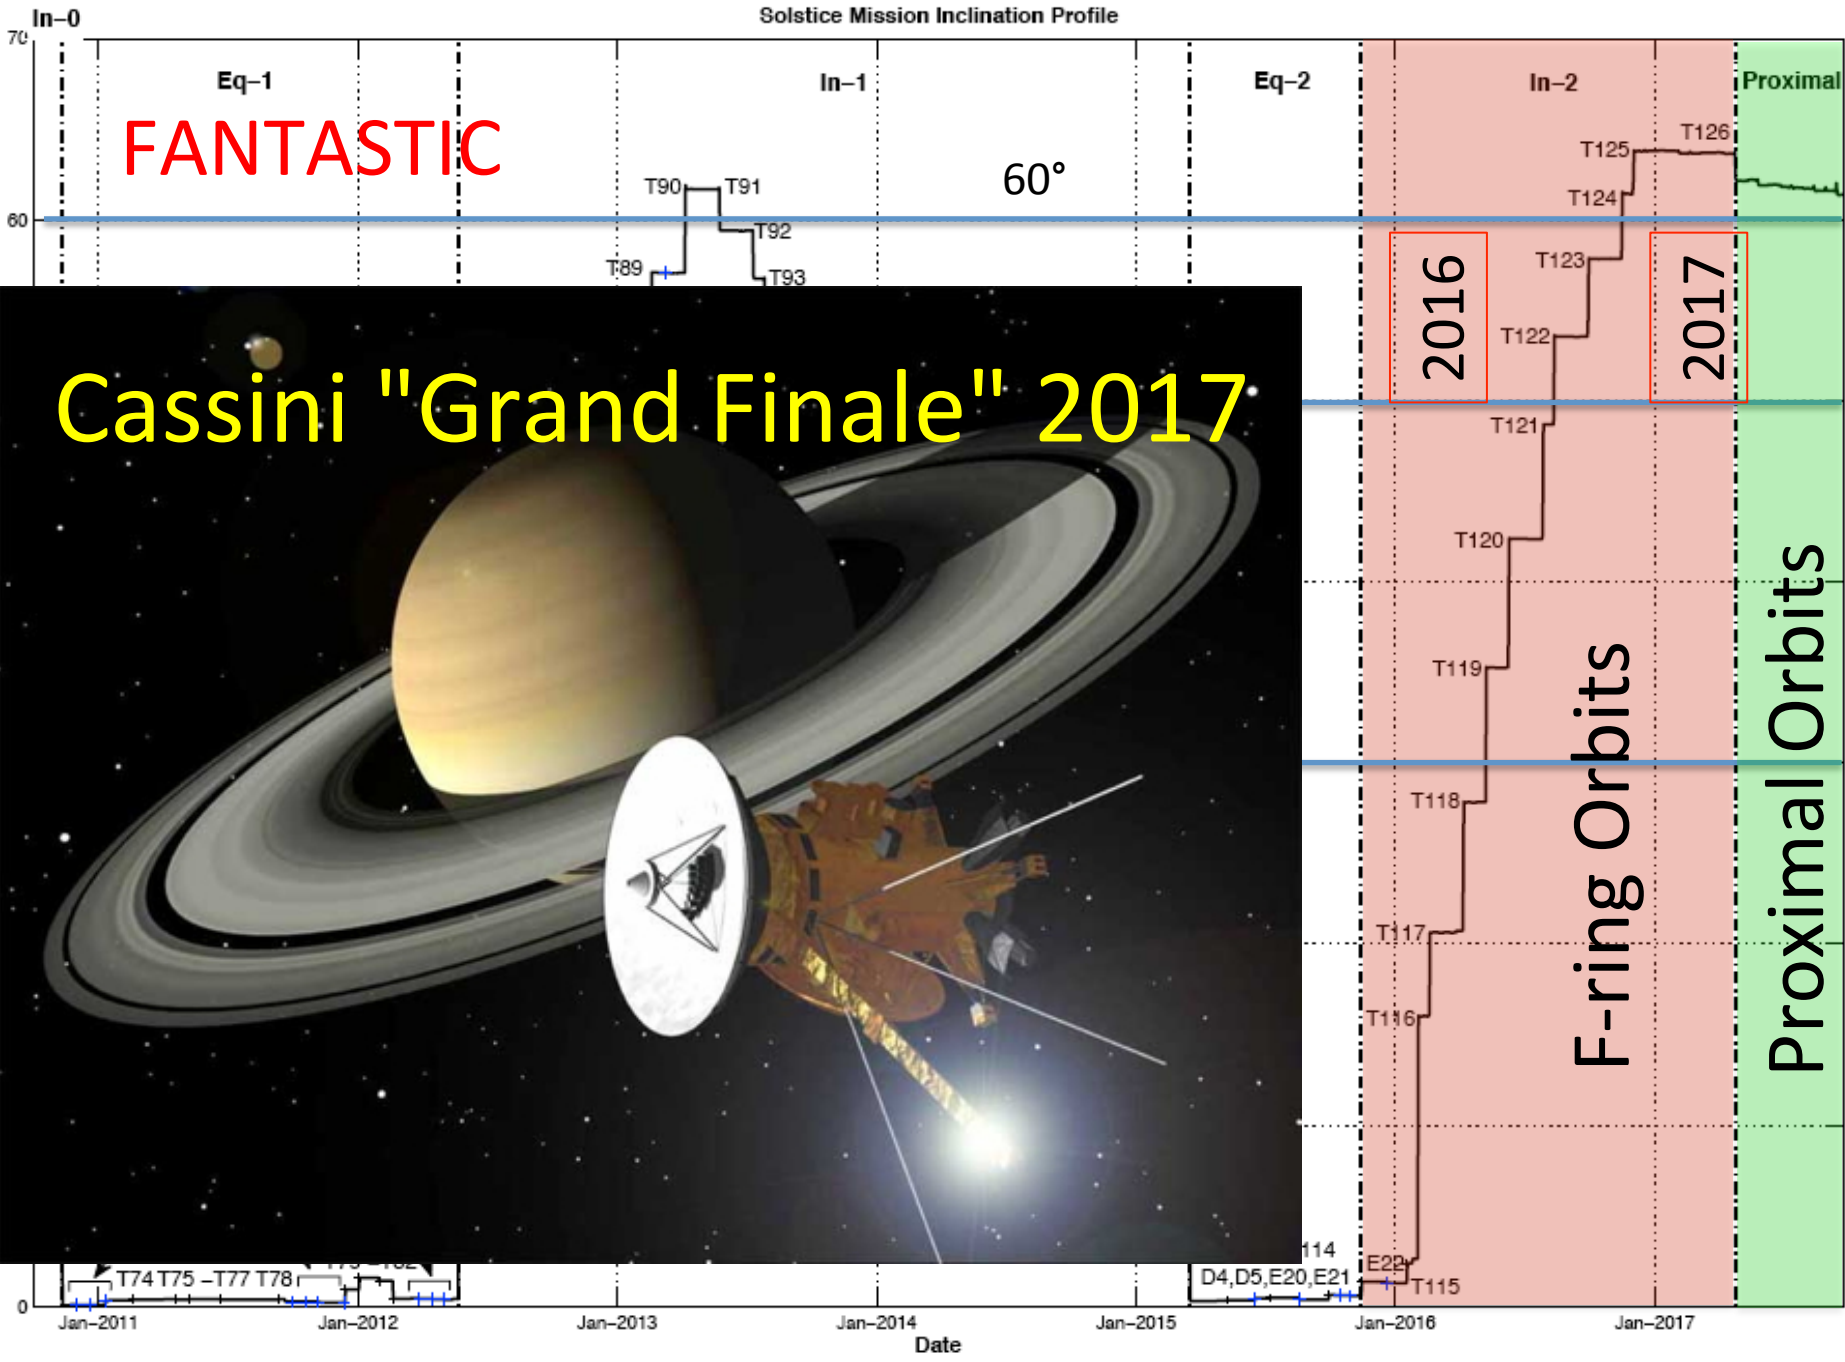 In−0
Solstice Mission Inclination Profile
70
Eq−1
In−1
Eq−2
In−2
Proximal
FANTASTIC
60°
T126
T125
T90
T91
T124
60
T92
T89
T93
T123
2016
2017
T122
Cassini "Grand Finale" 2017
T121
T120
T119
T118
T117
T116
F-ring Orbits
Proximal Orbits
114
E22
T74 T75 −T77 T78
D4,D5,E20,E21
T115
0
Jan−2011
Jan−2012
Jan−2013
Jan−2014
Jan−2015
Jan−2016
Jan−2017
Date